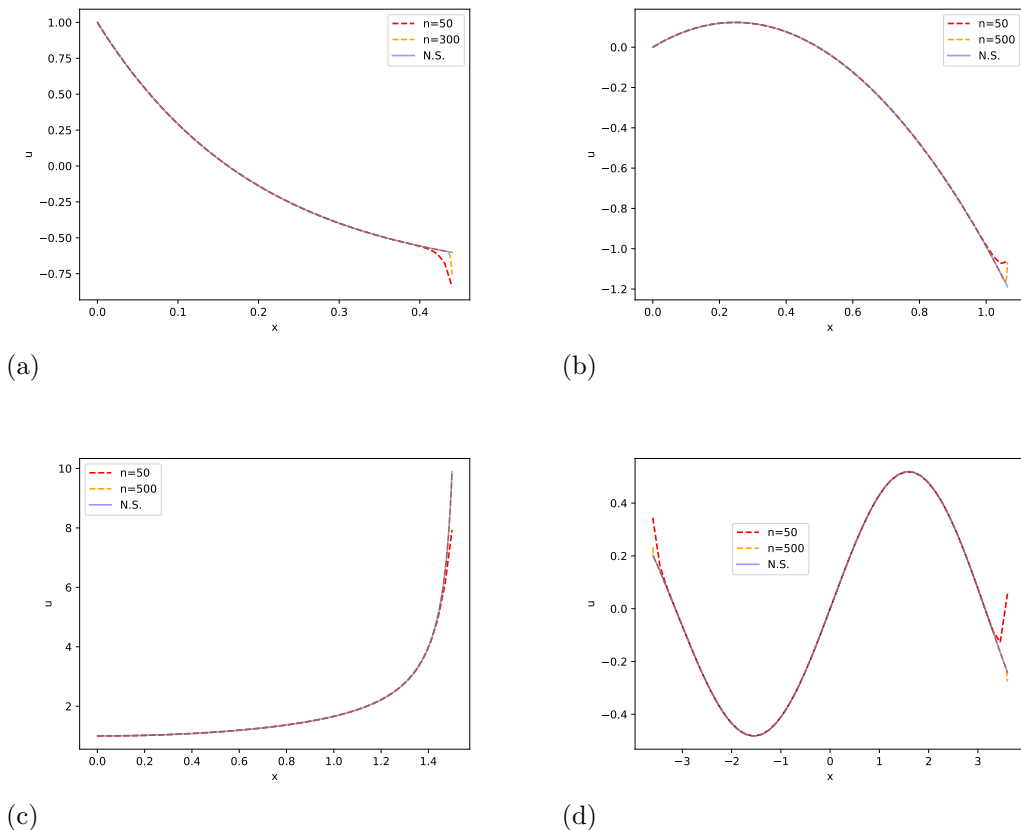 1.00
0.75
0.50
0.25
0.00
−0.25
−0.50
−0.75
u
0.0 0.1 0.2 0.3 0.4
x
n=50
n=300
N.S.
(a)
0.0
−0.2
−0.4
−0.6
−0.8
−1.0
−1.2
u
0.0 0.2 0.4 0.6 0.8 1.0
x
n=50
n=500
N.S.
(b)
10
8
6
4
2
u
0.0 0.2 0.4 0.6 0.8 1.0 1.2 1.4
x
n=50
n=500
N.S.
(c)
0.4
0.2
0.0
−0.2
−0.4
u
−3 −2 −1 0 1 2 3
x
n=50
n=500
N.S.
(d)